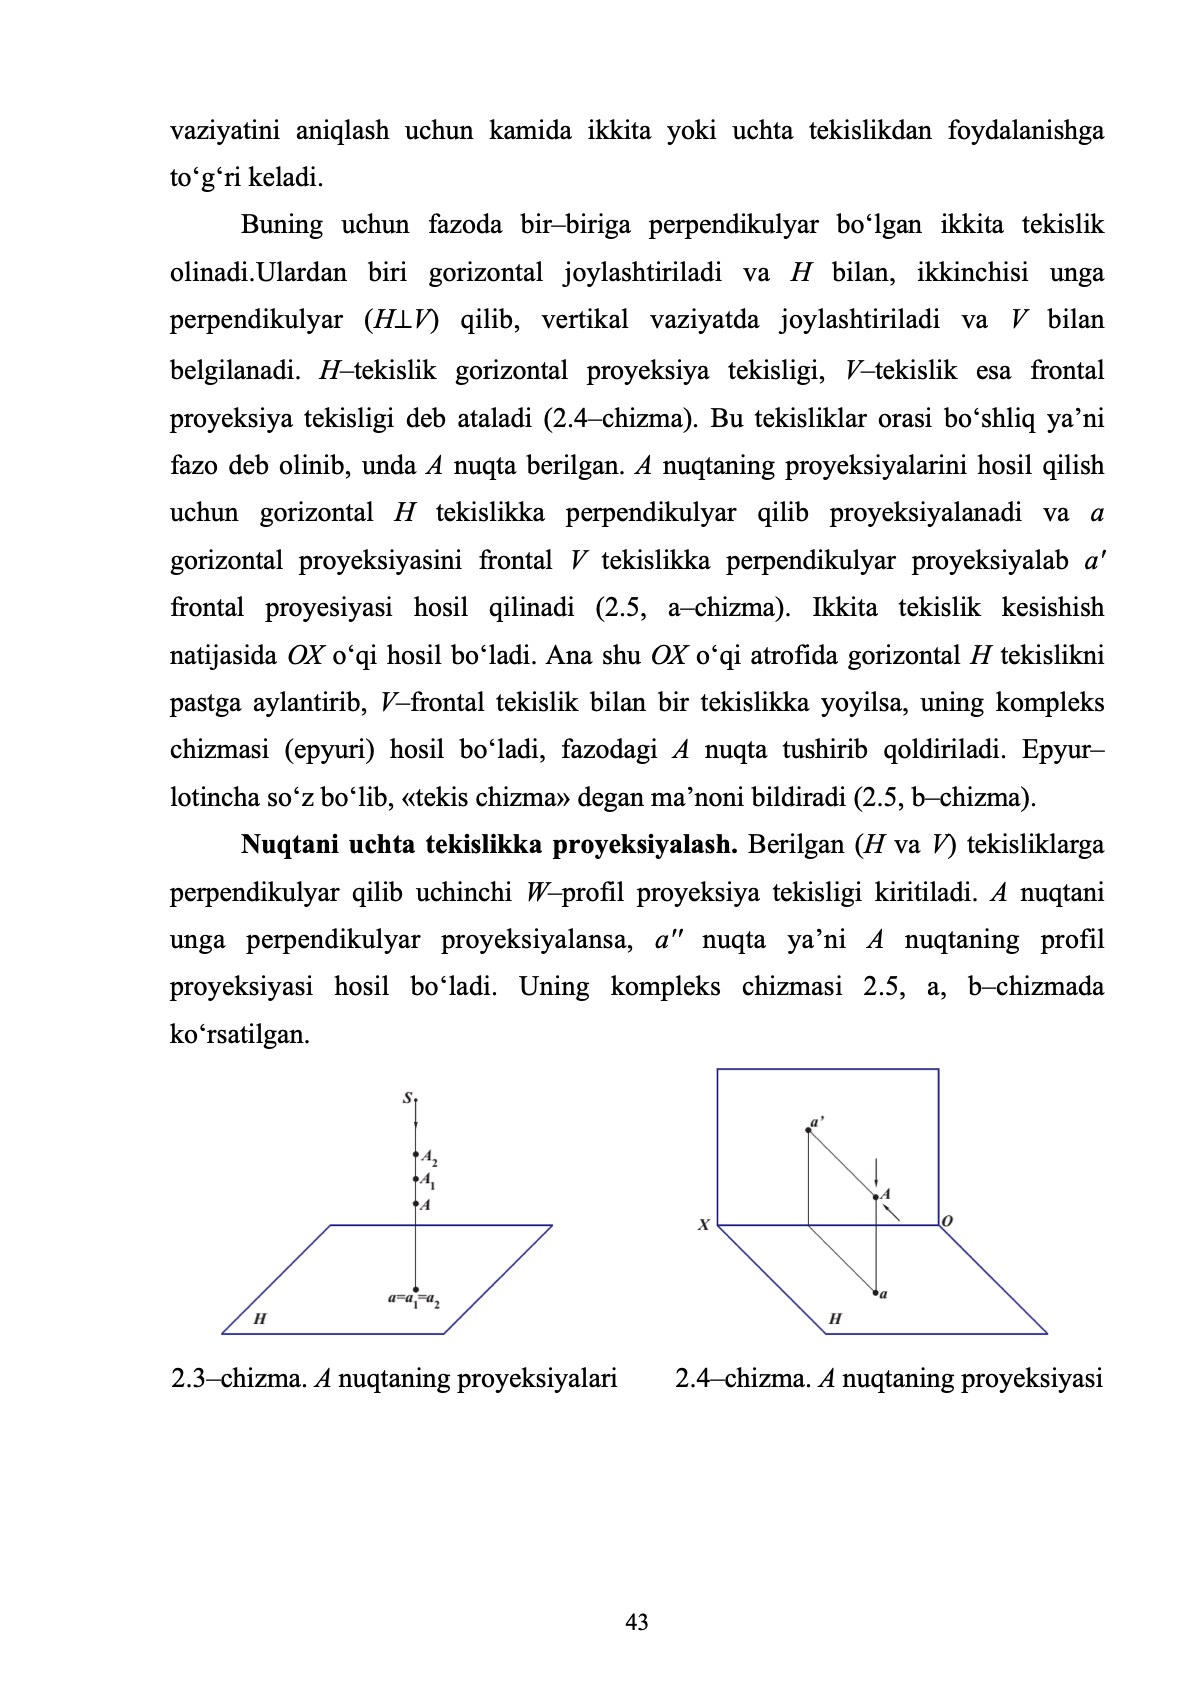 vaziyatini aniqlash uchun kamida ikkita yoki uchta tekislikdan foydalanishga
to‘g‘ri keladi.
Buning uchun fazoda bir–biriga perpendikulyar bo‘lgan ikkita tekislik
olinadi.Ulardan biri gorizontal joylashtiriladi va H bilan, ikkinchisi unga
perpendikulyar (H⊥V) qilib, vertikal vaziyatda joylashtiriladi va V bilan
belgilanadi. H–tekislik gorizontal proyeksiya tekisligi, V–tekislik esa frontal
proyeksiya tekisligi deb ataladi (2.4–chizma). Bu tekisliklar orasi bo‘shliq ya’ni
fazo deb olinib, unda A nuqta berilgan. A nuqtaning proyeksiyalarini hosil qilish
uchun gorizontal H tekislikka perpendikulyar qilib proyeksiyalanadi va a
gorizontal proyeksiyasini frontal V tekislikka perpendikulyar proyeksiyalab a′
frontal proyesiyasi hosil qilinadi (2.5, a–chizma). Ikkita tekislik kesishish
natijasida OX o‘qi hosil bo‘ladi. Ana shu OX o‘qi atrofida gorizontal H tekislikni
pastga aylantirib, V–frontal tekislik bilan bir tekislikka yoyilsa, uning kompleks
chizmasi (epyuri) hosil bo‘ladi, fazodagi A nuqta tushirib qoldiriladi. Epyur–
lotincha so‘z bo‘lib, «tekis chizma» degan ma’noni bildiradi (2.5, b–chizma).
Nuqtani uchta tekislikka proyeksiyalash. Berilgan (H va V) tekisliklarga
perpendikulyar qilib uchinchi W–profil proyeksiya tekisligi kiritiladi. A nuqtani
unga perpendikulyar proyeksiyalansa, a″ nuqta ya’ni A nuqtaning profil
proyeksiyasi hosil bo‘ladi. Uning kompleks chizmasi 2.5, a, b–chizmada
ko‘rsatilgan.
S
A₂
A₁
A
a=a₁=a₂
H
a’
A
X
O
a
H
2.3–chizma. A nuqtaning proyeksiyalari
2.4–chizma. A nuqtaning proyeksiyasi
43